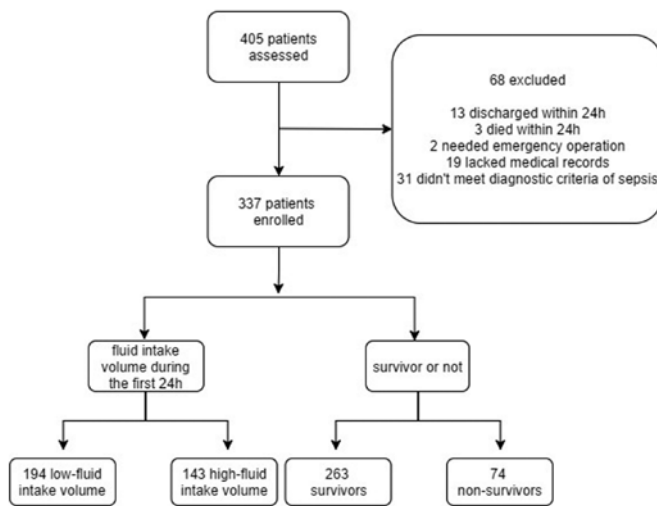 405 patients
assessed
68 excluded
13 discharged within 24h
3 died within 24h
2 needed emergency operation
19 lacked medical records
31 didn't meet diagnostic criteria of sepsis
337 patients
enrolled
fluid intake
volume during
the first 24h
survivor or not
194 low-fluid
intake volume
143 high-fluid
intake volume
263
survivors
74
non-survivors